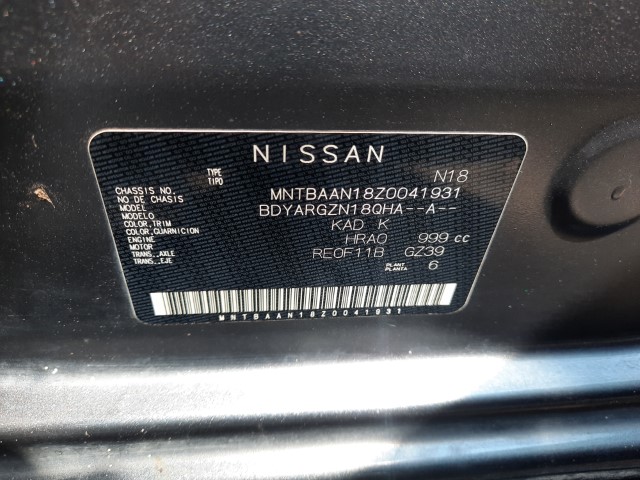 NISSAN
TYPE N18
TIPO
CHASSIS NO. MNTBAAN18Z0041931
NO DE CHASIS
MODEL BDYARGZN18QHA--A--
MODELO
COLOR, TRIM KAD K
COLOR, GUARNICION
ENGINE HRA0 999 cc
MOTOR
TRANS., AXLE RE0F11B GZ39
TRANS., EJE
PLANT 6
PLANTA
MNTBAAN18Z0041931